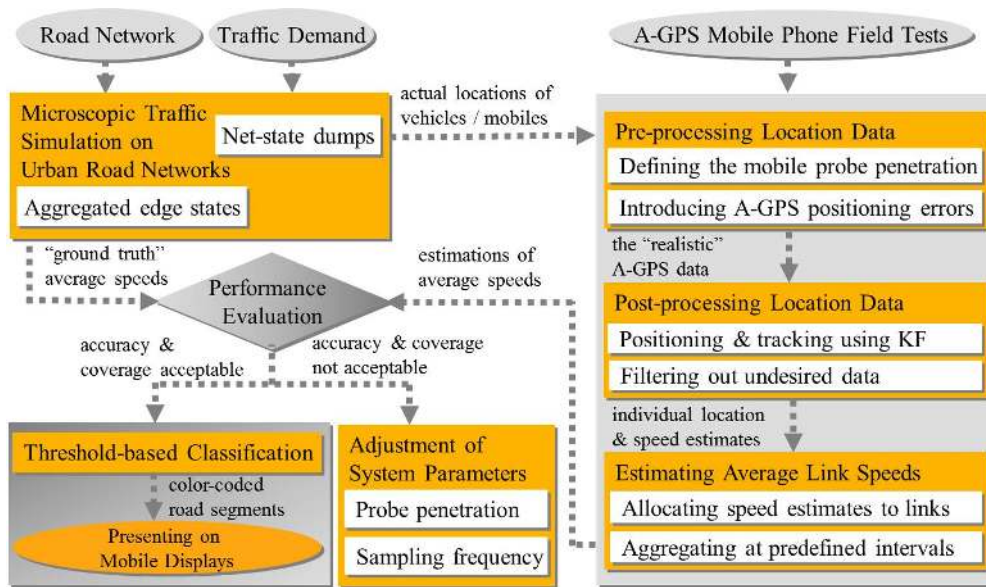 Road Network
Traffic Demand
A-GPS Mobile Phone Field Tests
Microscopic Traffic
Simulation on
Urban Road Networks
Net-state dumps
Aggregated edge states
actual locations of
vehicles / mobiles
Pre-processing Location Data
Defining the mobile probe penetration
Introducing A-GPS positioning errors
"ground truth"
average speeds
Performance
Evaluation
estimations of
average speeds
the "realistic"
A-GPS data
Post-processing Location Data
Positioning & tracking using KF
Filtering out undesired data
accuracy &
coverage acceptable
accuracy & coverage
not acceptable
individual location
& speed estimates
Threshold-based Classification
color-coded
road segments
Presenting on
Mobile Displays
Adjustment of
System Parameters
Probe penetration
Sampling frequency
Estimating Average Link Speeds
Allocating speed estimates to links
Aggregating at predefined intervals